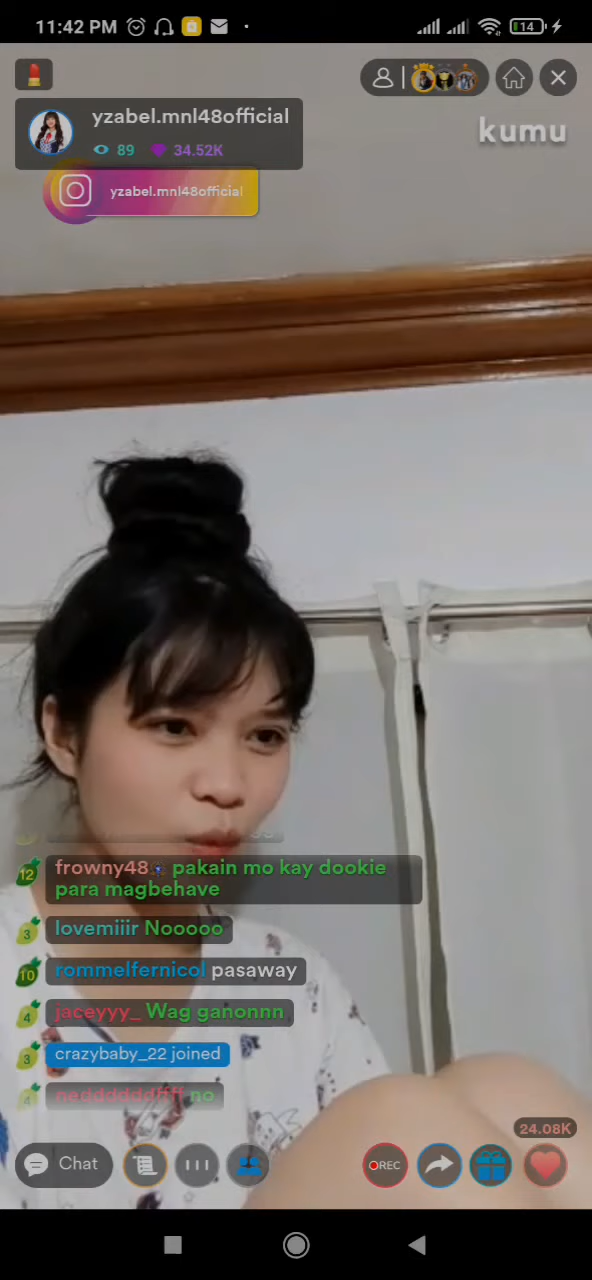 11:42 PM
14
yzabel.mnl48official
89 34.52K
kumu
yzabel.mnl48official
12 frowny48 pakain mo kay dookie
para magbehave
3 lovemiiir Nooooo
10 rommelfernicol pasaway
4 jaceyyy_ Wag ganonnn
3 crazybaby_22 joined
4 neddddddffff no
24.08K
Chat
REC